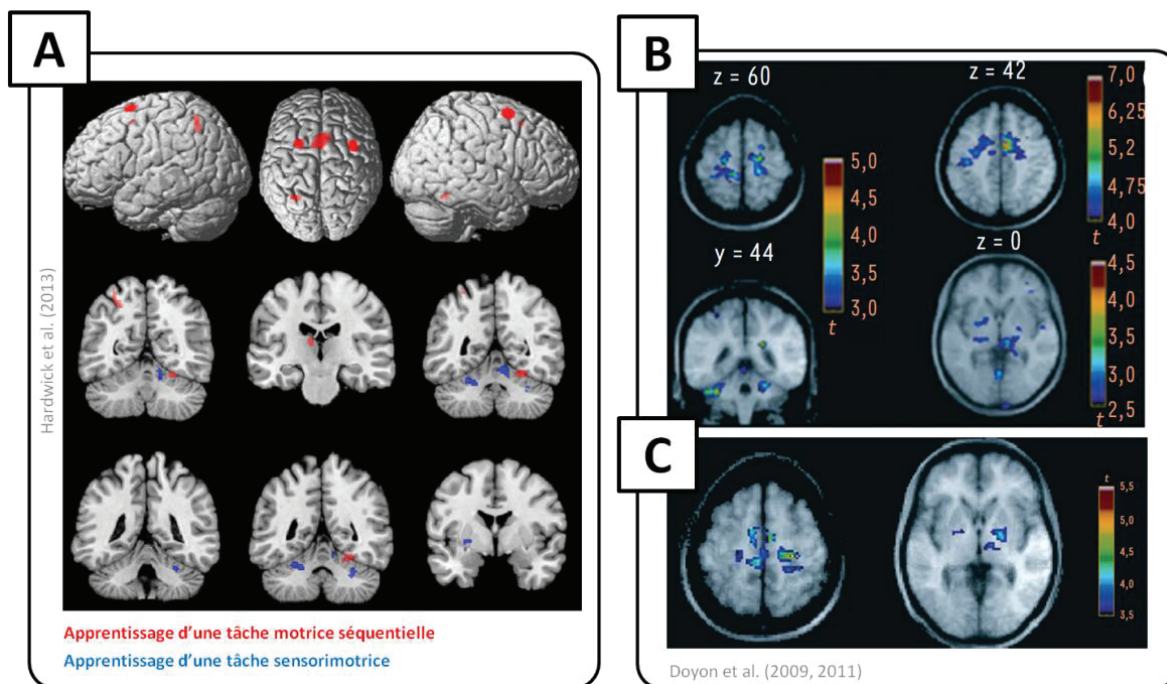 A
Hardwick et al. (2013)
Apprentissage d'une tâche motrice séquentielle
Apprentissage d'une tâche sensorimotrice
B
z = 60
5,0
4,5
4,0
3,5
3,0
t
z = 42
7,0
6,25
5,2
4,75
4,0
t
y = 44
z = 0
4,5
4,0
3,5
3,0
2,5
t
C
5,5
5,0
4,5
4,0
3,5
t
Doyon et al. (2009, 2011)